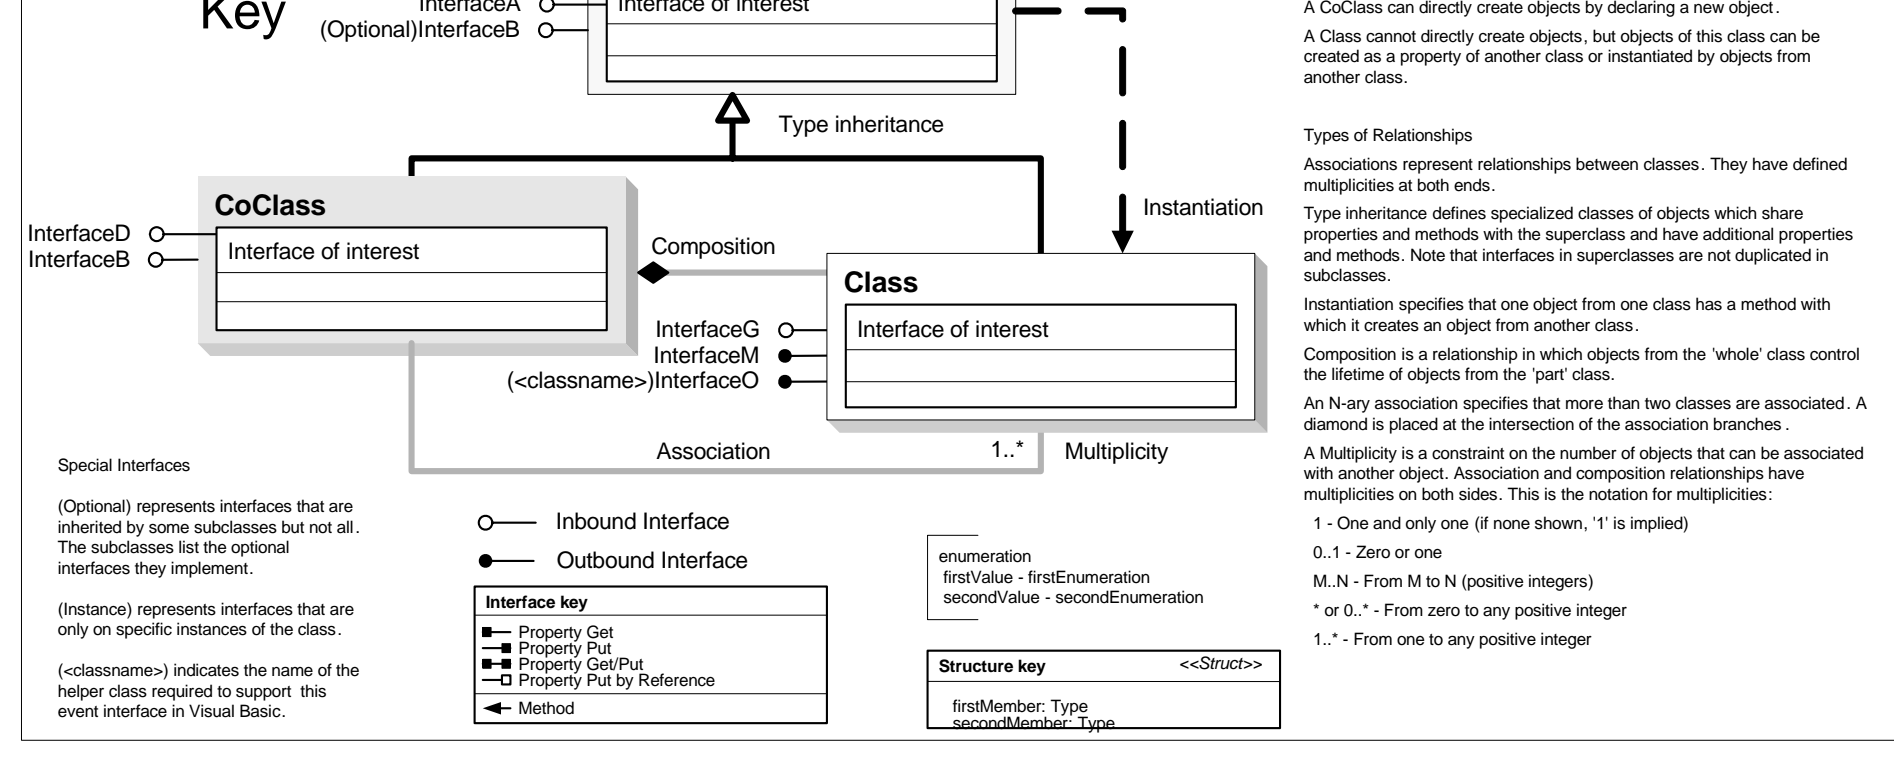 Key
InterfaceA
Interface of interest
(Optional)InterfaceB
Type inheritance
Instantiation
CoClass
InterfaceD
InterfaceB
Interface of interest
Composition
Class
InterfaceG
Interface of interest
InterfaceM
(<classname>)InterfaceO
Association
1..*
Multiplicity
Special Interfaces
(Optional) represents interfaces that are
inherited by some subclasses but not all.
The subclasses list the optional
interfaces they implement.
(Instance) represents interfaces that are
only on specific instances of the class.
(<classname>) indicates the name of the
helper class required to support this
event interface in Visual Basic.
Inbound Interface
Outbound Interface
Interface key
Property Get
Property Put
Property Get/Put
Property Put by Reference
Method
enumeration
firstValue - firstEnumeration
secondValue - secondEnumeration
Structure key <<Struct>>
firstMember: Type
secondMember: Type
A CoClass can directly create objects by declaring a new object.
A Class cannot directly create objects, but objects of this class can be
created as a property of another class or instantiated by objects from
another class.
Types of Relationships
Associations represent relationships between classes. They have defined
multiplicities at both ends.
Type inheritance defines specialized classes of objects which share
properties and methods with the superclass and have additional properties
and methods. Note that interfaces in superclasses are not duplicated in
subclasses.
Instantiation specifies that one object from one class has a method with
which it creates an object from another class.
Composition is a relationship in which objects from the 'whole' class control
the lifetime of objects from the 'part' class.
An N-ary association specifies that more than two classes are associated. A
diamond is placed at the intersection of the association branches.
A Multiplicity is a constraint on the number of objects that can be associated
with another object. Association and composition relationships have
multiplicities on both sides. This is the notation for multiplicities:
1 - One and only one (if none shown, '1' is implied)
0..1 - Zero or one
M..N - From M to N (positive integers)
* or 0..* - From zero to any positive integer
1..* - From one to any positive integer